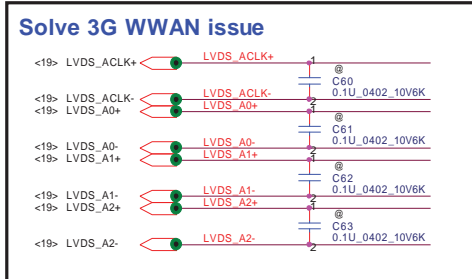 Solve 3G WWAN issue
<19> LVDS_ACLK+ LVDS_ACLK+ 1
@
C60
0.1U_0402_10V6K
<19> LVDS_ACLK- LVDS_ACLK- 2
<19> LVDS_A0+ LVDS_A0+ 1
@
C61
0.1U_0402_10V6K
<19> LVDS_A0- LVDS_A0- 2
<19> LVDS_A1+ LVDS_A1+ 1
@
C62
0.1U_0402_10V6K
<19> LVDS_A1- LVDS_A1- 2
<19> LVDS_A2+ LVDS_A2+ 1
@
C63
0.1U_0402_10V6K
<19> LVDS_A2- LVDS_A2- 2